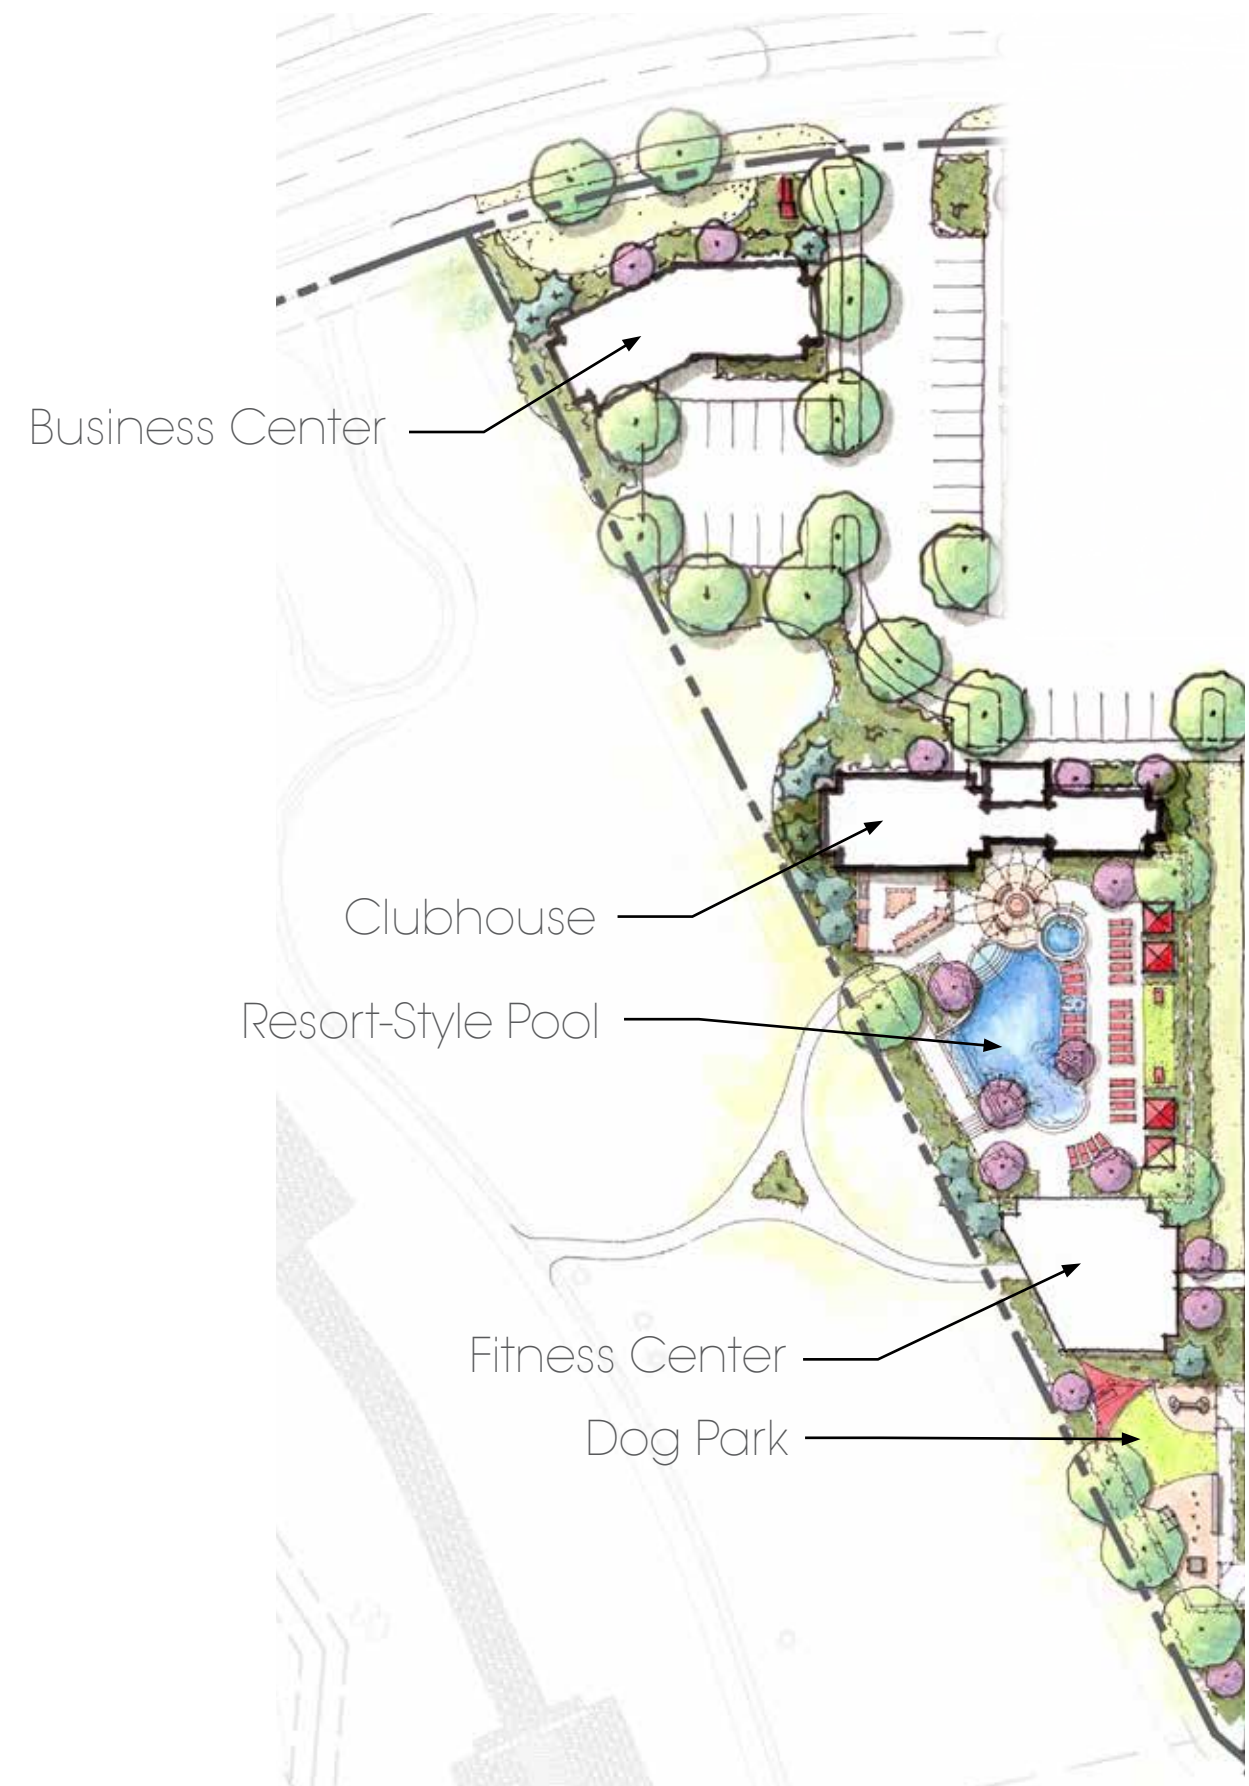 Business Center
Clubhouse
Resort-Style Pool
Fitness Center
Dog Park